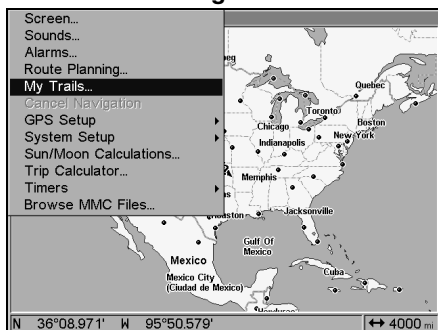 Screen...
Sounds...
Alarms...
Route Planning...
My Trails...
Cancel Navigation
GPS Setup
System Setup
Sun/Moon Calculations...
Trip Calculator...
Timers
Browse MMC Files...
Quebec
Toronto
Boston
Chicago
New York
Indianapolis
Memphis
Jacksonville
Gulf Of
Mexico
Mexico
Cuba
Mexico City
(Ciudad de Mexico)
N 36°08.971' W 95°50.579' ↔ 4000 mi